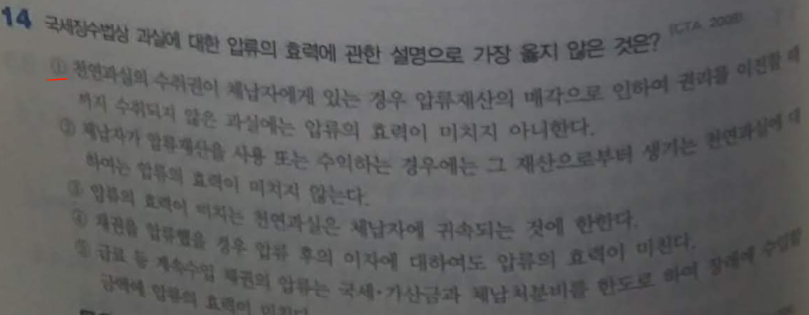 14 국세징수법상 과실에 대한 압류의 효력에 관한 설명으로 가장 옳지 않은 것은? (CTA. 2008)
① 천연과실의 수취권이 체납자에게 있는 경우 압류재산의 매각으로 인하여 권리를 이전할 때
까지 수취되지 않은 과실에는 압류의 효력이 미치지 아니한다.
② 체납자가 압류재산을 사용 또는 수익하는 경우에는 그 재산으로부터 생기는 천연과실에 대
하여는 압류의 효력이 미치지 않는다.
③ 압류의 효력이 미치는 천연과실은 체납자에 귀속되는 것에 한한다.
④ 채권을 압류했을 경우 압류 후의 이자에 대하여도 압류의 효력이 미친다.
⑤ 급료 등 계속수입 채권의 압류는 국세·가산금과 체납처분비를 한도로 하여 장래에 수입할
금액에 압류의 효력이 미친다